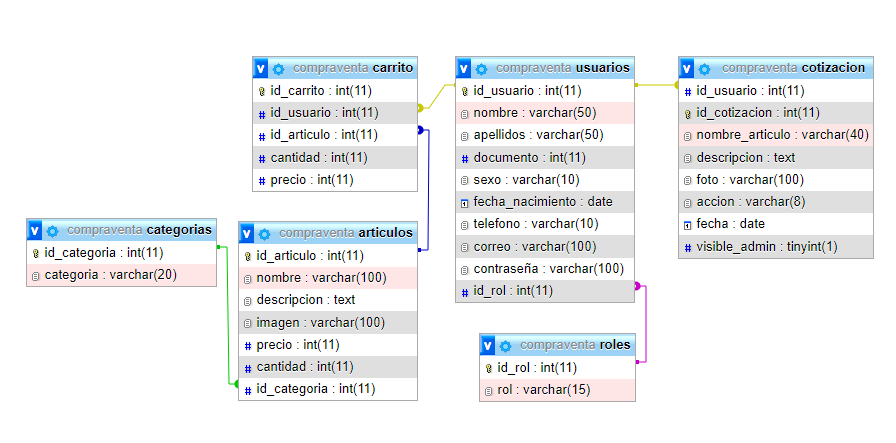 compraventa carrito
id_carrito : int(11)
id_usuario : int(11)
id_articulo : int(11)
cantidad : int(11)
precio : int(11)
compraventa usuarios
id_usuario : int(11)
nombre : varchar(50)
apellidos : varchar(50)
documento : int(11)
sexo : varchar(10)
fecha_nacimiento : date
telefono : varchar(10)
correo : varchar(100)
contraseña : varchar(100)
id_rol : int(11)
compraventa cotizacion
id_usuario : int(11)
id_cotizacion : int(11)
nombre_articulo : varchar(40)
descripcion : text
foto : varchar(100)
accion : varchar(8)
fecha : date
visible_admin : tinyint(1)
compraventa categorias
id_categoria : int(11)
categoria : varchar(20)
compraventa articulos
id_articulo : int(11)
nombre : varchar(100)
descripcion : text
imagen : varchar(100)
precio : int(11)
cantidad : int(11)
id_categoria : int(11)
compraventa roles
id_rol : int(11)
rol : varchar(15)